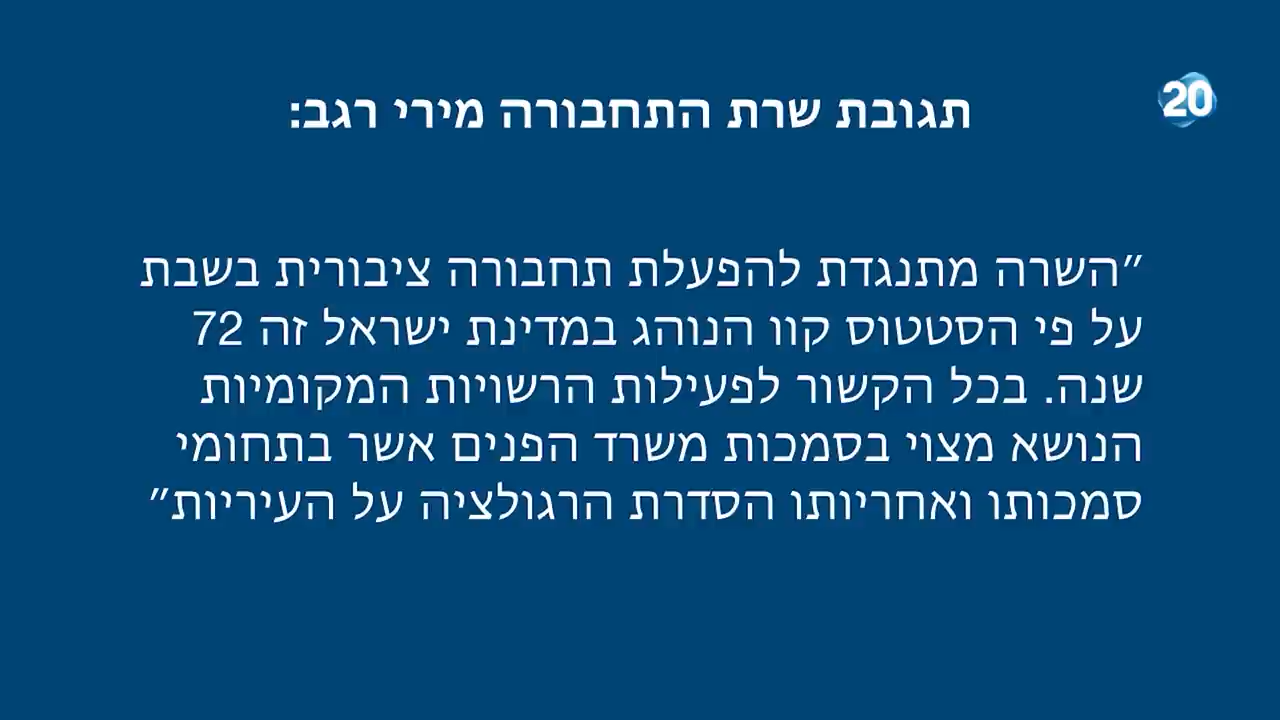 20
תגובת שרת התחבורה מירי רגב:
"השרה מתנגדת להפעלת תחבורה ציבורית בשבת
על פי הסטטוס קוו הנוהג במדינת ישראל זה 72
שנה. בכל הקשור לפעילות הרשויות המקומיות
הנושא מצוי בסמכות משרד הפנים אשר בתחומי
סמכותו ואחריותו הסדרת הרגולציה על העיריות"